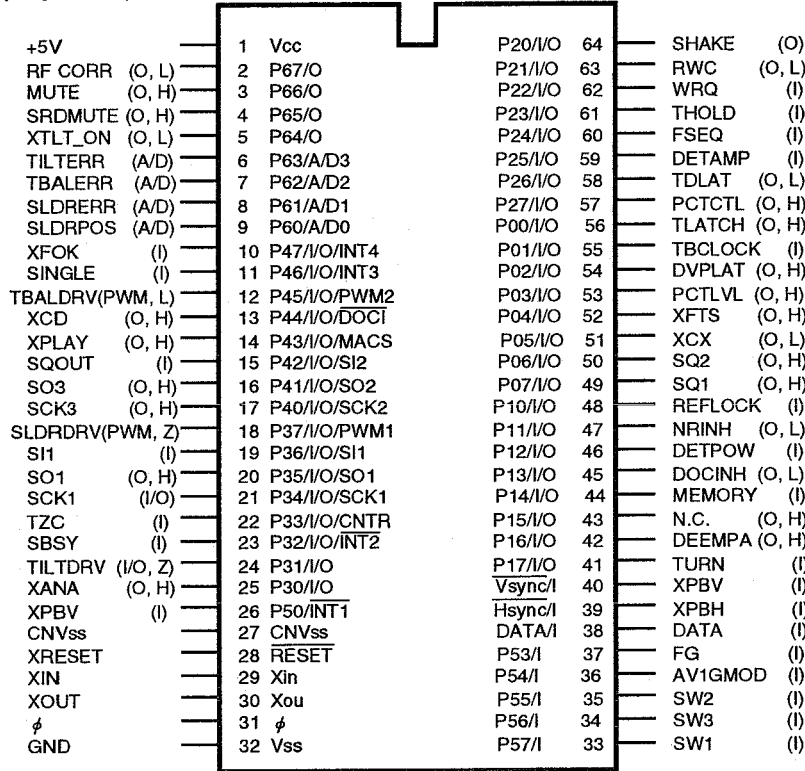 +5V 1 Vcc P20/I/O 64 SHAKE (O)
RF CORR (O, L) 2 P67/O P21/I/O 63 RWC (O, L)
MUTE (O, H) 3 P66/O P22/I/O 62 WRQ (I)
SRDMUTE (O, H) 4 P65/O P23/I/O 61 THOLD (I)
XTLT_ON (O, L) 5 P64/O P24/I/O 60 FSEQ (I)
TILTERR (A/D) 6 P63/A/D3 P25/I/O 59 DETAMP (I)
TBALERR (A/D) 7 P62/A/D2 P26/I/O 58 TDLAT (O, L)
SLDRERR (A/D) 8 P61/A/D1 P27/I/O 57 PCTCTL (O, H)
SLDRPOS (A/D) 9 P60/A/D0 P00/I/O 56 TLATCH (O, H)
XFOK (I) 10 P47/I/O/INT4 P01/I/O 55 TBCLOCK (I)
SINGLE (I) 11 P46/I/O/INT3 P02/I/O 54 DVPLAT (O, H)
TBALDRV(PWM, L) 12 P45/I/O/PWM2 P03/I/O 53 PCTLVL (O, H)
XCD (O, H) 13 P44/I/O/DOCI P04/I/O 52 XFTS (O, H)
XPLAY (O, H) 14 P43/I/O/MACS P05/I/O 51 XCX (O, L)
SQOUT (I) 15 P42/I/O/SI2 P06/I/O 50 SQ2 (O, H)
SO3 (O, H) 16 P41/I/O/SO2 P07/I/O 49 SQ1 (O, H)
SCK3 (O, H) 17 P40/I/O/SCK2 P10/I/O 48 REFLOCK (I)
SLDRDRV(PWM, Z) 18 P37/I/O/PWM1 P11/I/O 47 NRINH (O, L)
SI1 (I) 19 P36/I/O/SI1 P12/I/O 46 DETPOW (I)
SO1 (O, H) 20 P35/I/O/SO1 P13/I/O 45 DOCINH (O, L)
SCK1 (I/O) 21 P34/I/O/SCK1 P14/I/O 44 MEMORY (I)
TZC (I) 22 P33/I/O/CNTR P15/I/O 43 N.C. (O, H)
SBSY (I) 23 P32/I/O/INT2 P16/I/O 42 DEEMPA (O, H)
TILTDRV (I/O, Z) 24 P31/I/O P17/I/O 41 TURN (I)
XANA (O, H) 25 P30/I/O Vsync/I 40 XPBV (I)
XPBV (I) 26 P50/INT1 Hsync/I 39 XPBH (I)
CNVss 27 CNVss DATA/I 38 DATA (I)
XRESET 28 RESET P53/I 37 FG (I)
XIN 29 Xin P54/I 36 AV1GMOD (I)
XOUT 30 Xou P55/I 35 SW2 (I)
ϕ 31 ϕ P56/I 34 SW3 (I)
GND 32 Vss P57/I 33 SW1 (I)